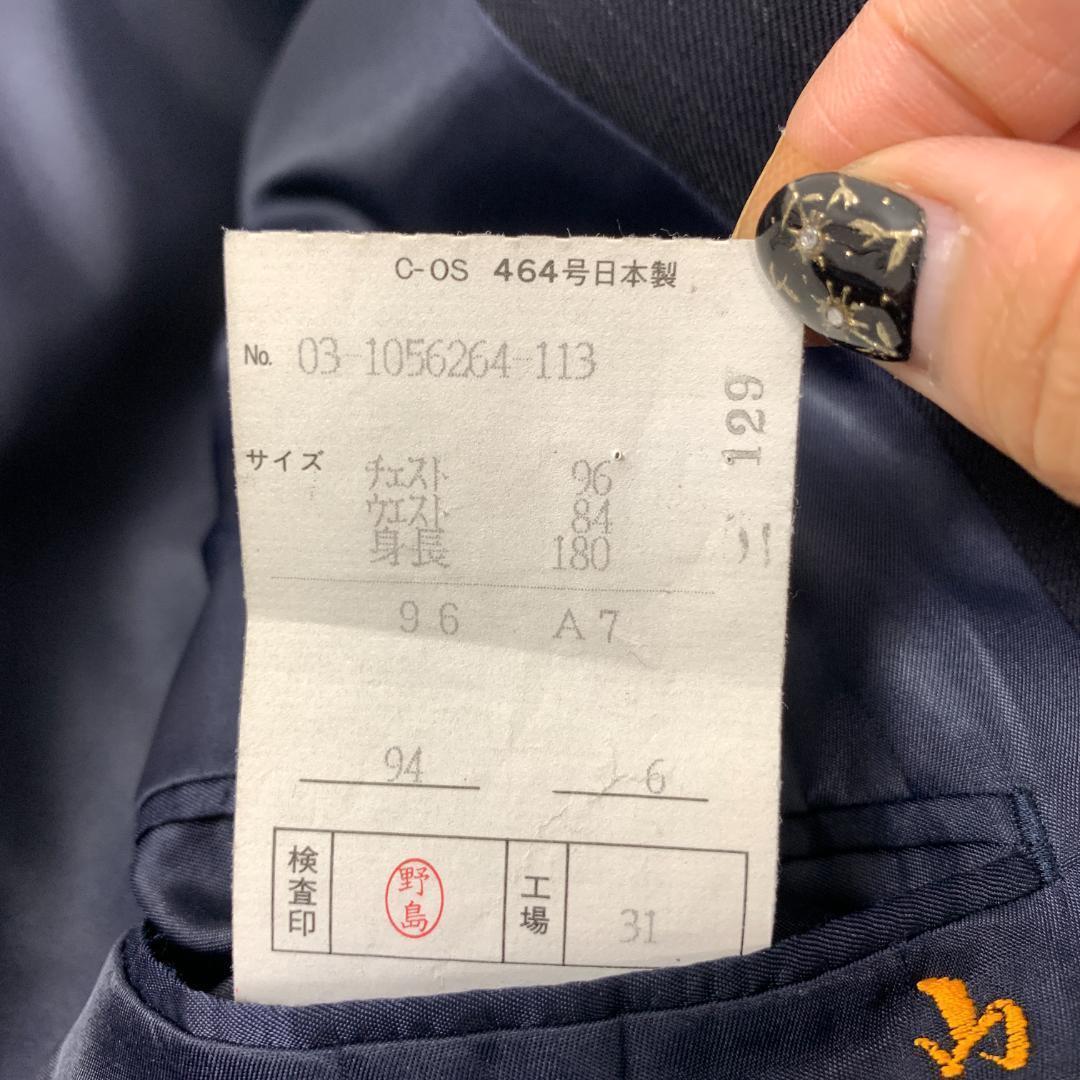 C-OS 464号日本製
No. 03-1056264-113
129
サイズ
チェスト 96
ウエスト 84
身長 180
96 A7
94 6
検査印 野島 工場 31